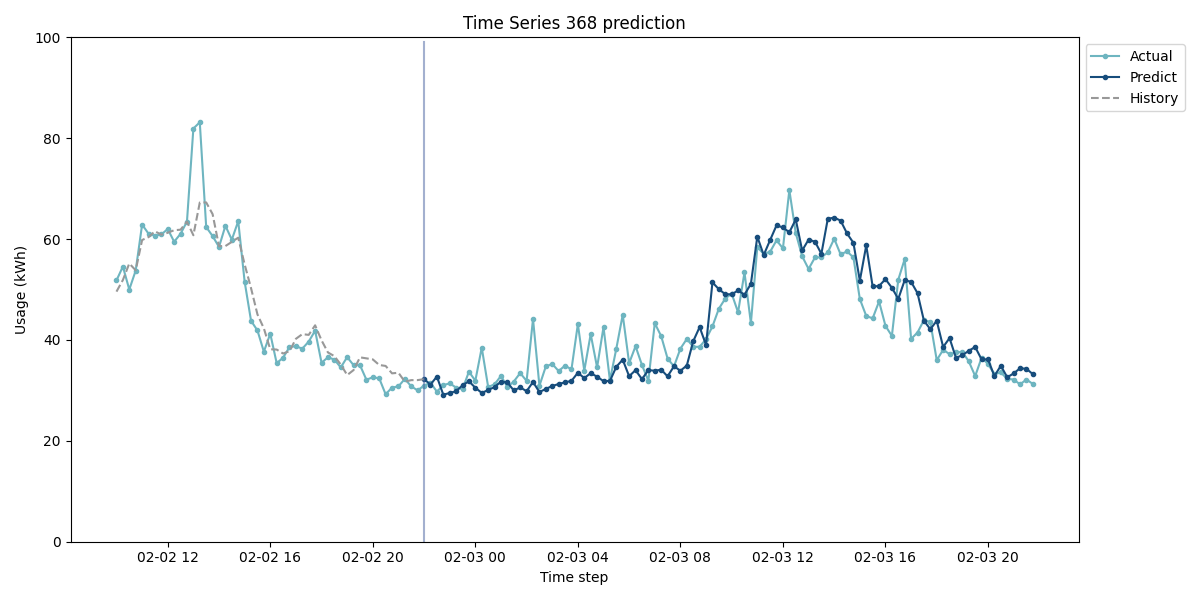 Time Series 368 prediction
100
80
60
40
20
0
Usage (kWh)
02-02 12
02-02 16
02-02 20
02-03 00
02-03 04
02-03 08
02-03 12
02-03 16
02-03 20
Time step
Actual
Predict
History